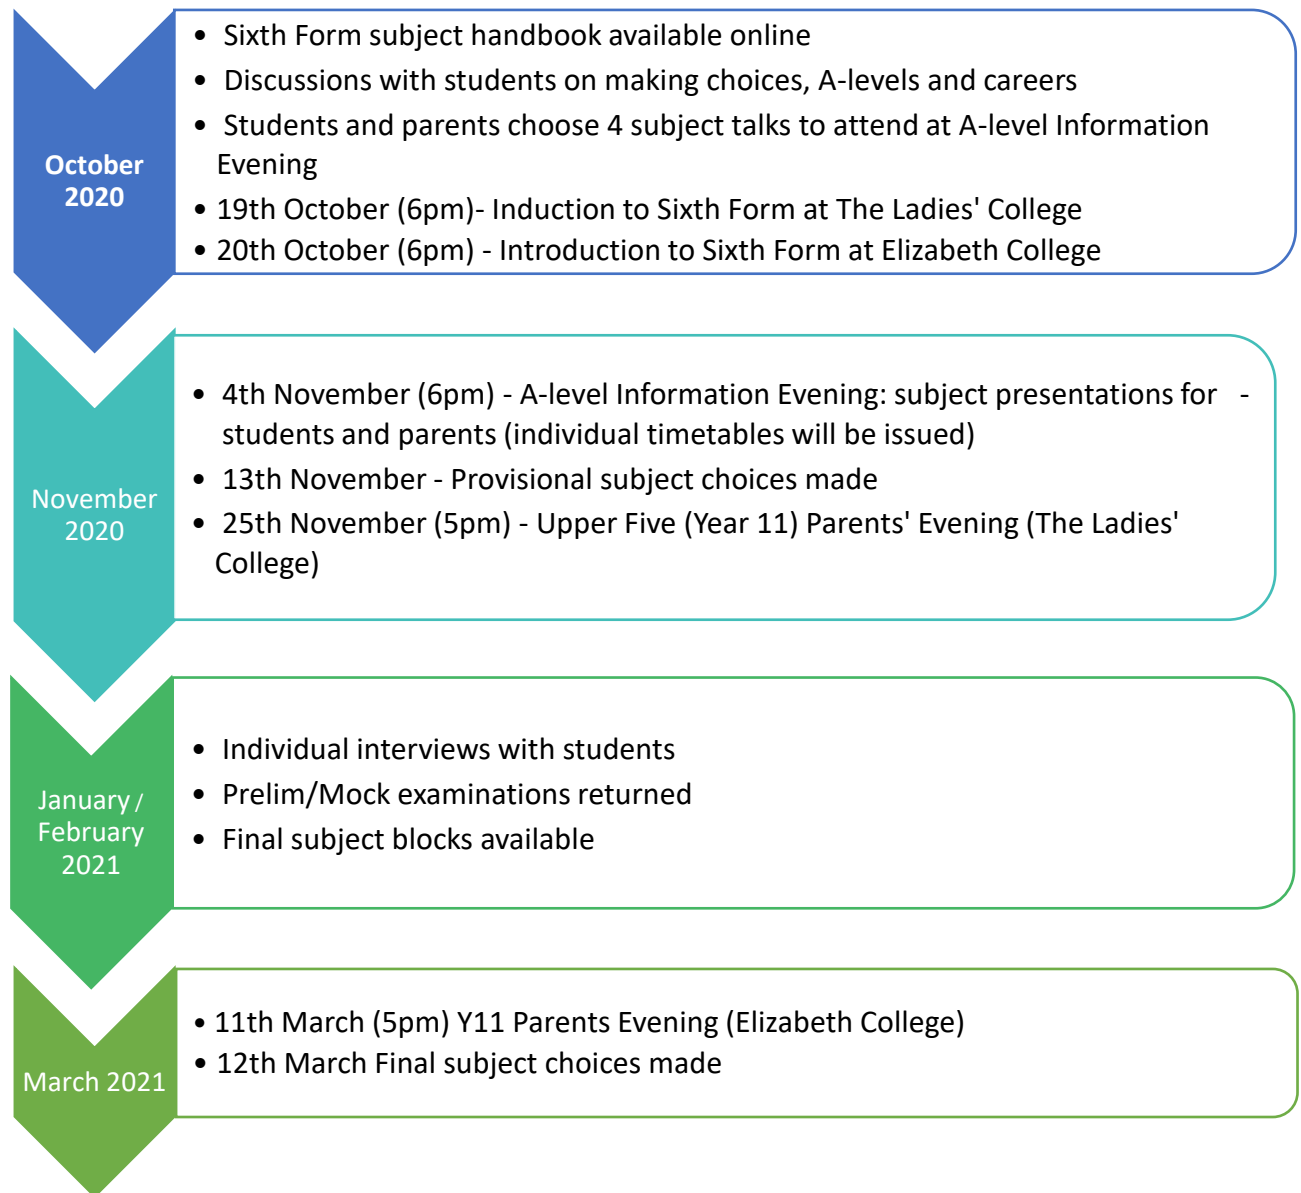 October
2020
• Sixth Form subject handbook available online
• Discussions with students on making choices, A-levels and careers
• Students and parents choose 4 subject talks to attend at A-level Information
Evening
• 19th October (6pm)- Induction to Sixth Form at The Ladies' College
• 20th October (6pm) - Introduction to Sixth Form at Elizabeth College
November
2020
• 4th November (6pm) - A-level Information Evening: subject presentations for -
students and parents (individual timetables will be issued)
• 13th November - Provisional subject choices made
• 25th November (5pm) - Upper Five (Year 11) Parents' Evening (The Ladies'
College)
January /
February
2021
• Individual interviews with students
• Prelim/Mock examinations returned
• Final subject blocks available
March 2021
• 11th March (5pm) Y11 Parents Evening (Elizabeth College)
• 12th March Final subject choices made